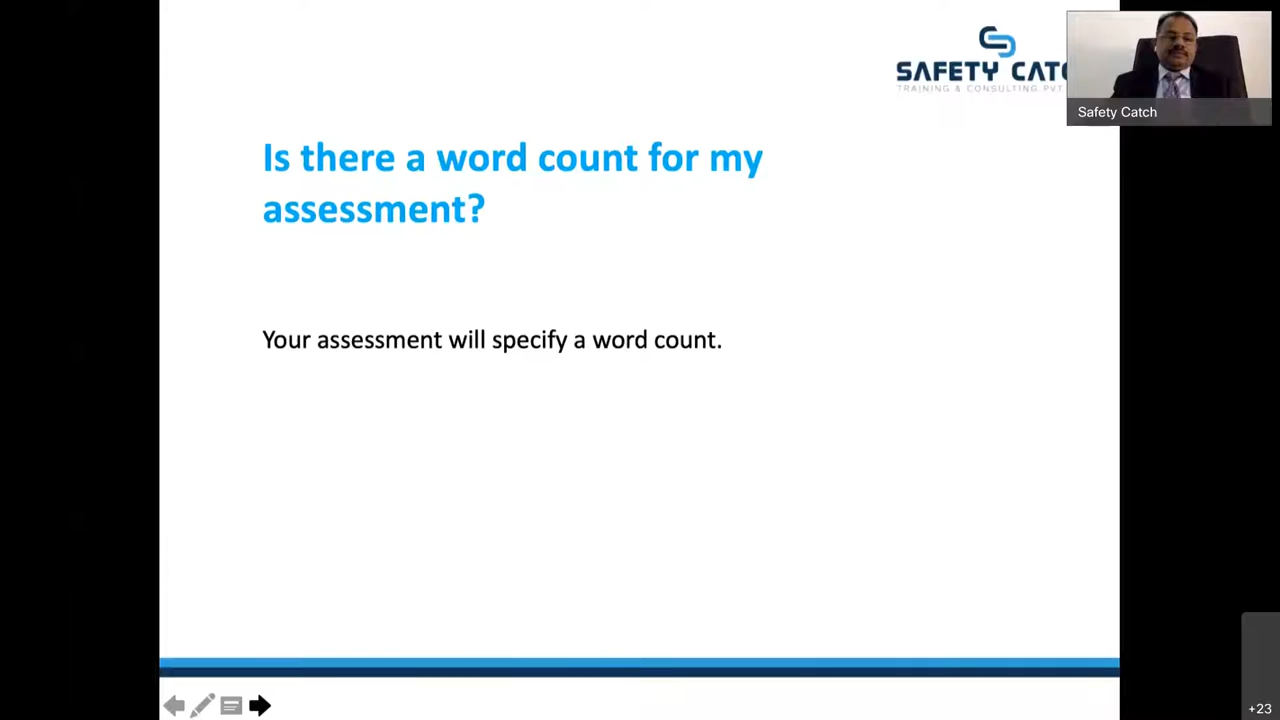 SAFETY CATC
TRAINING & CONSULTING PVT
Safety Catch
Is there a word count for my
assessment?
Your assessment will specify a word count.
+23